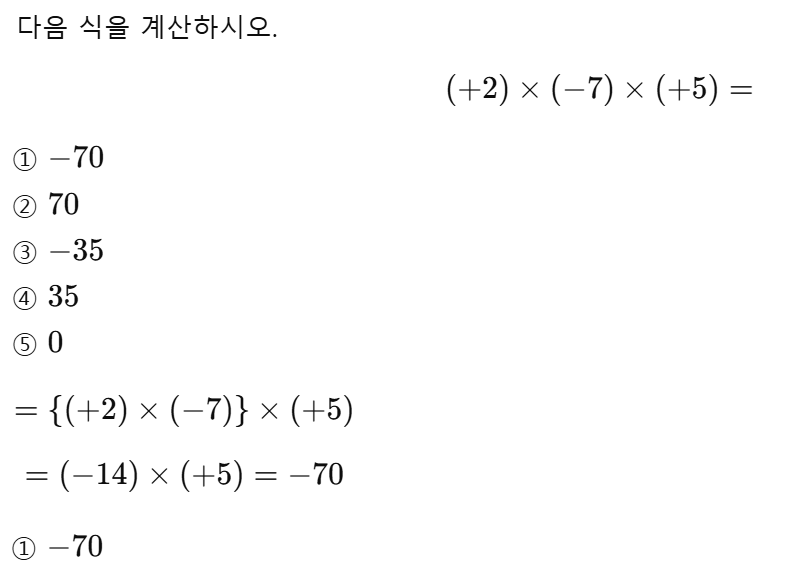 다음 식을 계산하시오.
(+2) × (−7) × (+5) =
① −70
② 70
③ −35
④ 35
⑤ 0
= {(+2) × (−7)} × (+5)
= (−14) × (+5) = −70
① −70